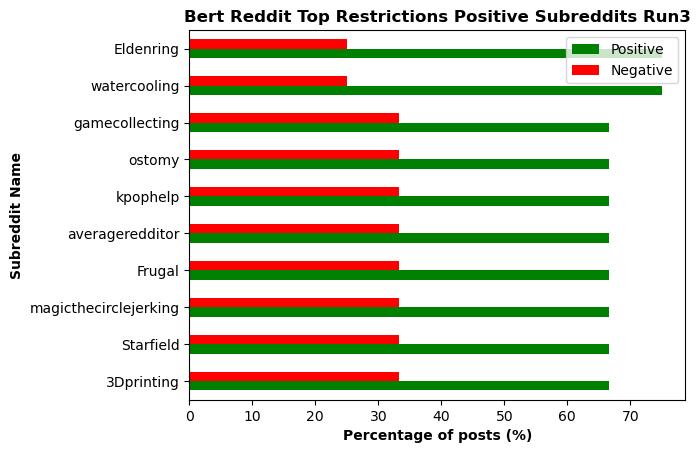 Bert Reddit Top Restrictions Positive Subreddits Run3
Positive
Negative
Eldenring
watercooling
gamecollecting
ostomy
kpophelp
averageredditor
Frugal
magicthecirclejerking
Starfield
3Dprinting
Subreddit Name
0 10 20 30 40 50 60 70
Percentage of posts (%)